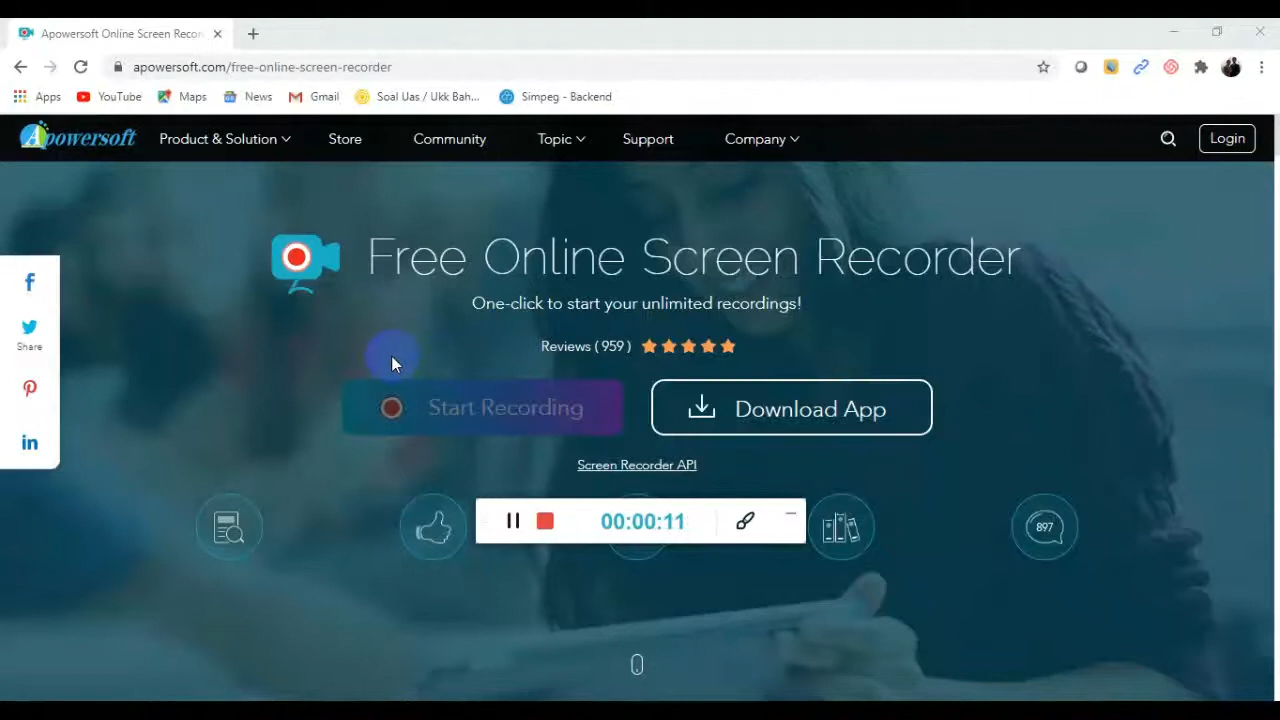 Apowersoft Online Screen Recor
apowersoft.com/free-online-screen-recorder
Apps YouTube Maps News Gmail Soal Uas / Ukk Bah... Simpeg - Backend
Apowersoft Product & Solution Store Community Topic Support Company Login
Free Online Screen Recorder
One-click to start your unlimited recordings!
Reviews ( 959 )
Share
Start Recording Download App
Screen Recorder API
00:00:11
897